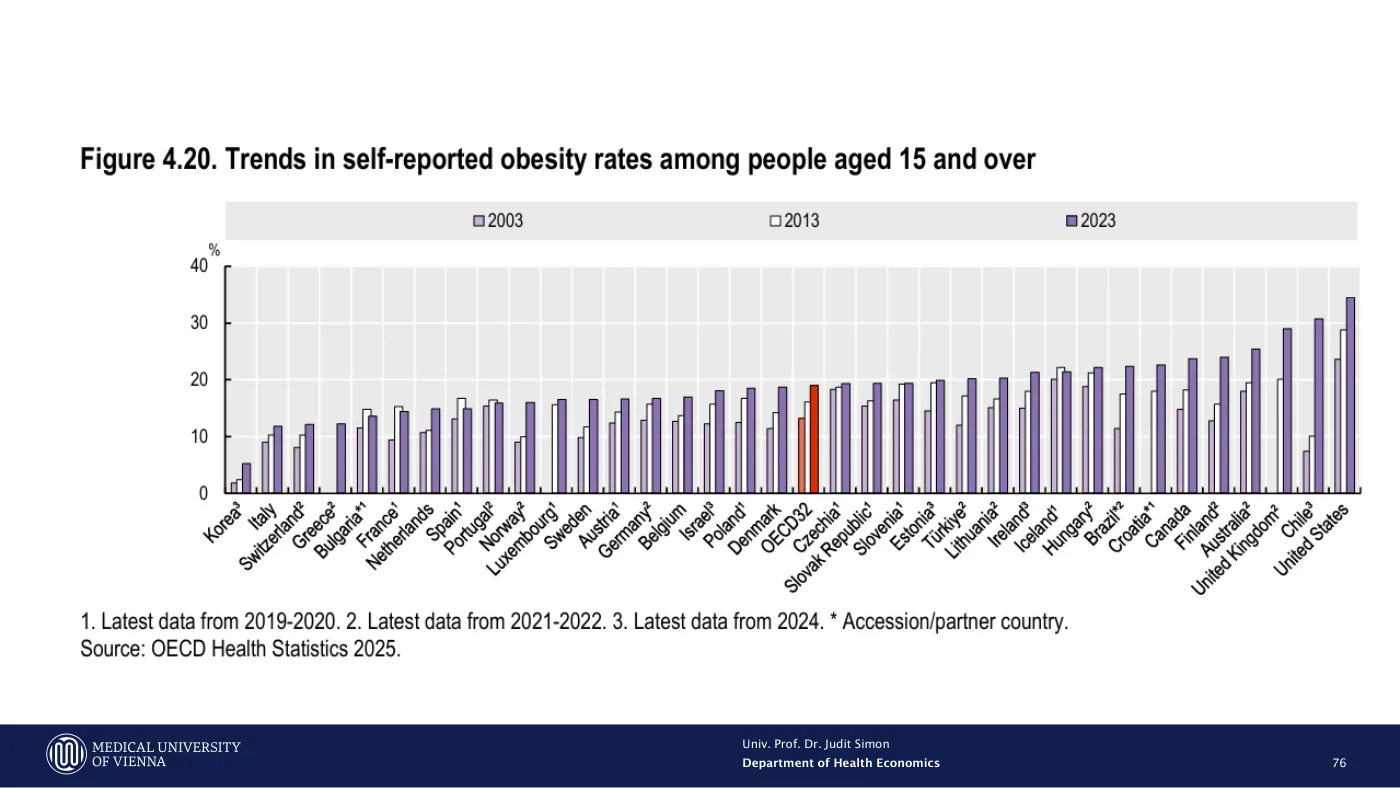 Figure 4.20. Trends in self-reported obesity rates among people aged 15 and over
2003 2013 2023
%
40
30
20
10
0
Korea³
Italy
Switzerland²
Greece²
Bulgaria*¹
France¹
Netherlands
Spain¹
Portugal²
Norway²
Luxembourg¹
Sweden
Austria¹
Germany²
Belgium
Israel³
Poland¹
Denmark
OECD32
Czechia¹
Slovak Republic¹
Slovenia¹
Estonia³
Türkiye²
Lithuania²
Ireland³
Iceland¹
Hungary²
Brazil*²
Croatia*¹
Canada
Finland²
Australia²
United Kingdom²
Chile³
United States
1. Latest data from 2019-2020. 2. Latest data from 2021-2022. 3. Latest data from 2024. * Accession/partner country.
Source: OECD Health Statistics 2025.
MEDICAL UNIVERSITY
OF VIENNA
Univ. Prof. Dr. Judit Simon
Department of Health Economics
76